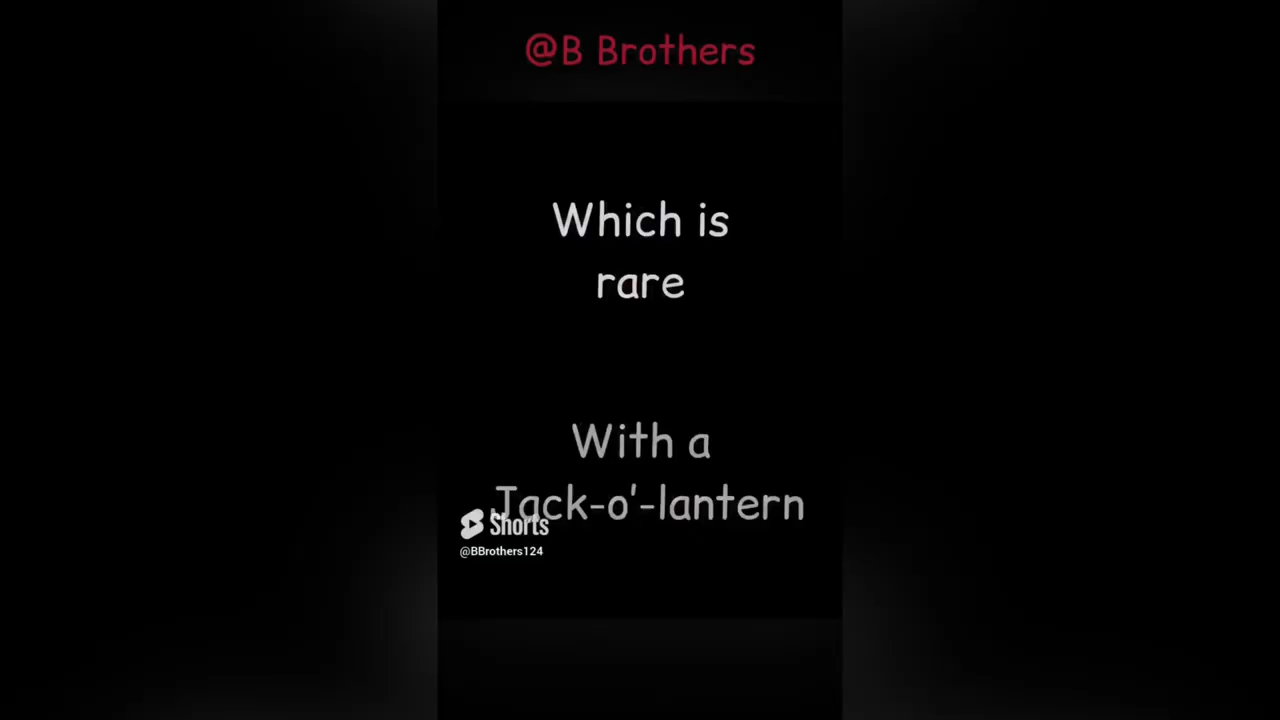 @B Brothers
Which is
rare
With a
Jack-o'-lantern
Shorts
@BBrothers124